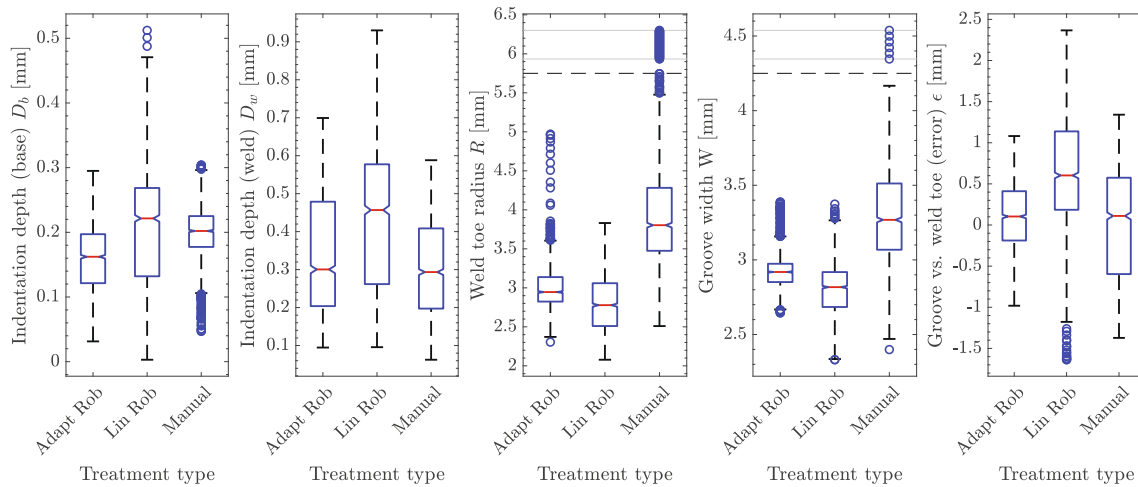 Indentation depth (base) D_b [mm]
0.5
0.4
0.3
0.2
0.1
0
Adapt Rob
Lin Rob
Manual
Treatment type
Indentation depth (weld) D_w [mm]
0.9
0.8
0.7
0.6
0.5
0.4
0.3
0.2
0.1
Adapt Rob
Lin Rob
Manual
Treatment type
Weld toe radius R [mm]
6.5
6
5.5
5
4.5
4
3.5
3
2.5
2
Adapt Rob
Lin Rob
Manual
Treatment type
Groove width W [mm]
4.5
4
3.5
3
2.5
Adapt Rob
Lin Rob
Manual
Treatment type
Groove vs. weld toe (error) ϵ [mm]
2.5
2
1.5
1
0.5
0
-0.5
-1
-1.5
Adapt Rob
Lin Rob
Manual
Treatment type